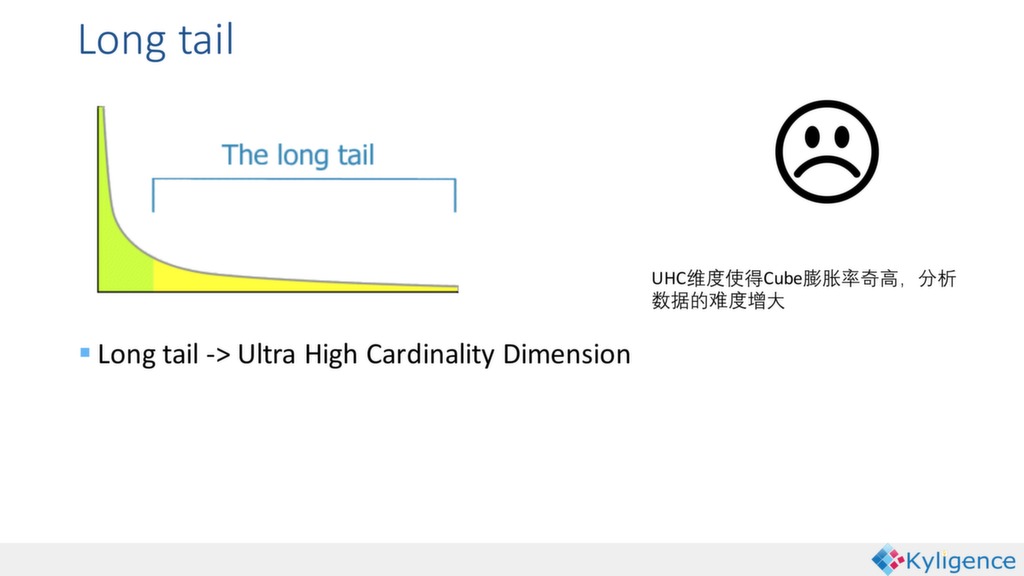 Long tail
The long tail
UHC维度使得Cube膨胀率奇高，分析
数据的难度增大
Long tail -> Ultra High Cardinality Dimension
Kyligence